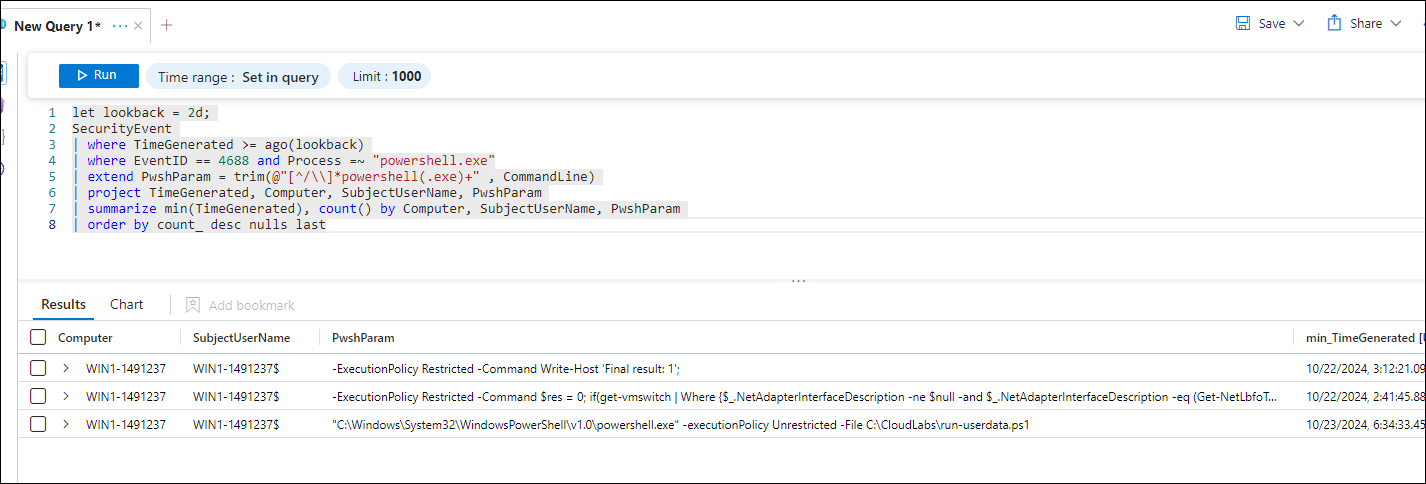 New Query 1* ···
Save
Share
Run
Time range : Set in query
Limit : 1000
1 let lookback = 2d;
2 SecurityEvent
3 | where TimeGenerated >= ago(lookback)
4 | where EventID == 4688 and Process =~ "powershell.exe"
5 | extend PwshParam = trim(@"[^/\\]*powershell(.exe)+" , CommandLine)
6 | project TimeGenerated, Computer, SubjectUserName, PwshParam
7 | summarize min(TimeGenerated), count() by Computer, SubjectUserName, PwshParam
8 | order by count_ desc nulls last
Results Chart Add bookmark
Computer SubjectUserName PwshParam min_TimeGenerated [U
WIN1-1491237 WIN1-1491237$ -ExecutionPolicy Restricted -Command Write-Host 'Final result: 1'; 10/22/2024, 3:12:21.09
WIN1-1491237 WIN1-1491237$ -ExecutionPolicy Restricted -Command $res = 0; if(get-vmswitch | Where {$_.NetAdapterInterfaceDescription -ne $null -and $_.NetAdapterInterfaceDescription -eq (Get-NetLbfoT... 10/22/2024, 2:41:45.88
WIN1-1491237 WIN1-1491237$ "C:\Windows\System32\WindowsPowerShell\v1.0\powershell.exe" -executionPolicy Unrestricted -File C:\CloudLabs\run-userdata.ps1 10/23/2024, 6:34:33.45